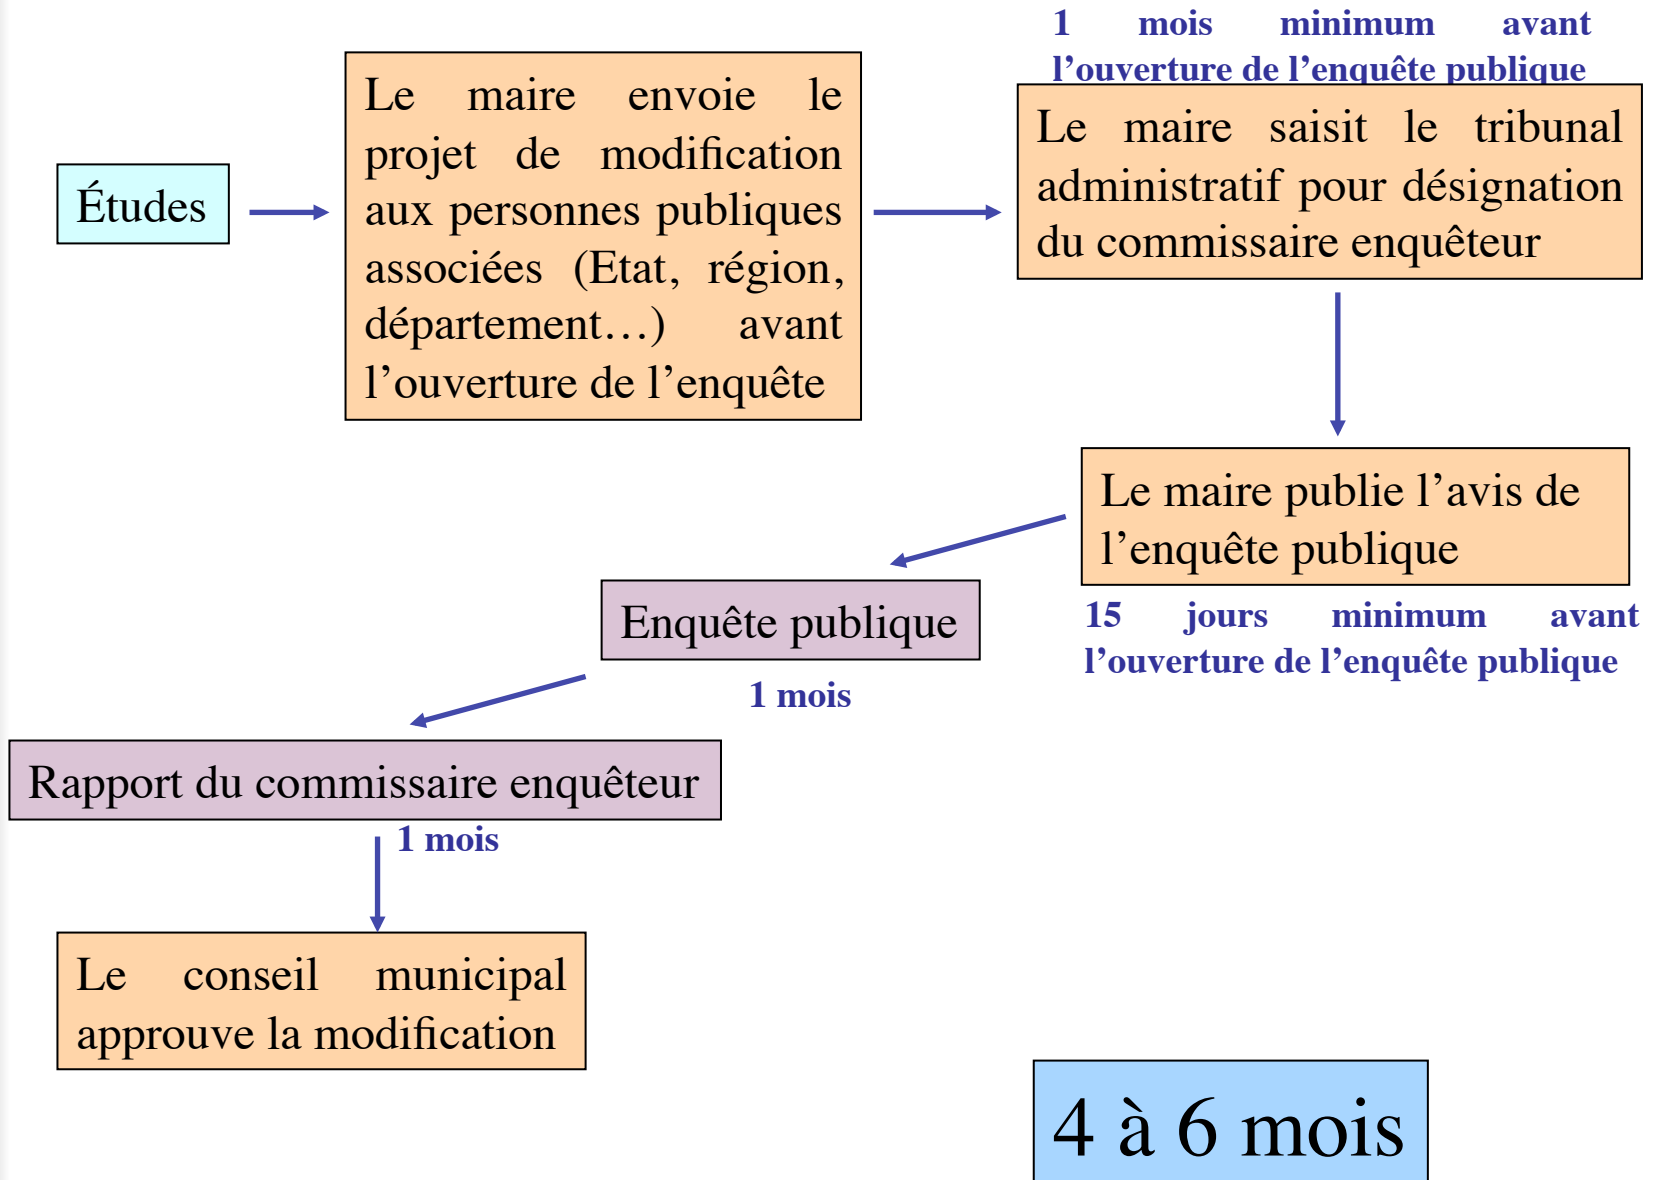 Études
Le maire envoie le
projet de modification
aux personnes publiques
associées (Etat, région,
département…) avant
l’ouverture de l’enquête
1 mois minimum avant
l’ouverture de l’enquête publique
Le maire saisit le tribunal
administratif pour désignation
du commissaire enquêteur
Le maire publie l’avis de
l’enquête publique
15 jours minimum avant
l’ouverture de l’enquête publique
Enquête publique
1 mois
Rapport du commissaire enquêteur
1 mois
Le conseil municipal
approuve la modification
4 à 6 mois